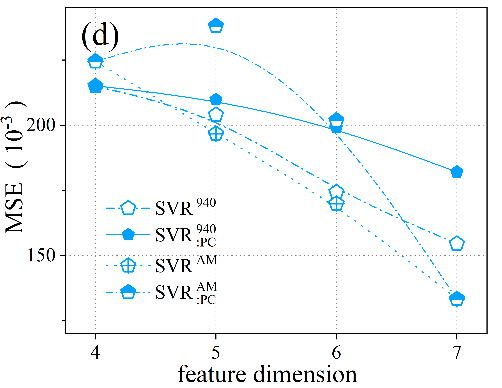 (d)
MSE ( 10⁻³ )
200
150
SVR⁹⁴⁰
SVR⁹⁴⁰:PC
SVRᴬᴹ
SVRᴬᴹ:PC
4 5 6 7
feature dimension